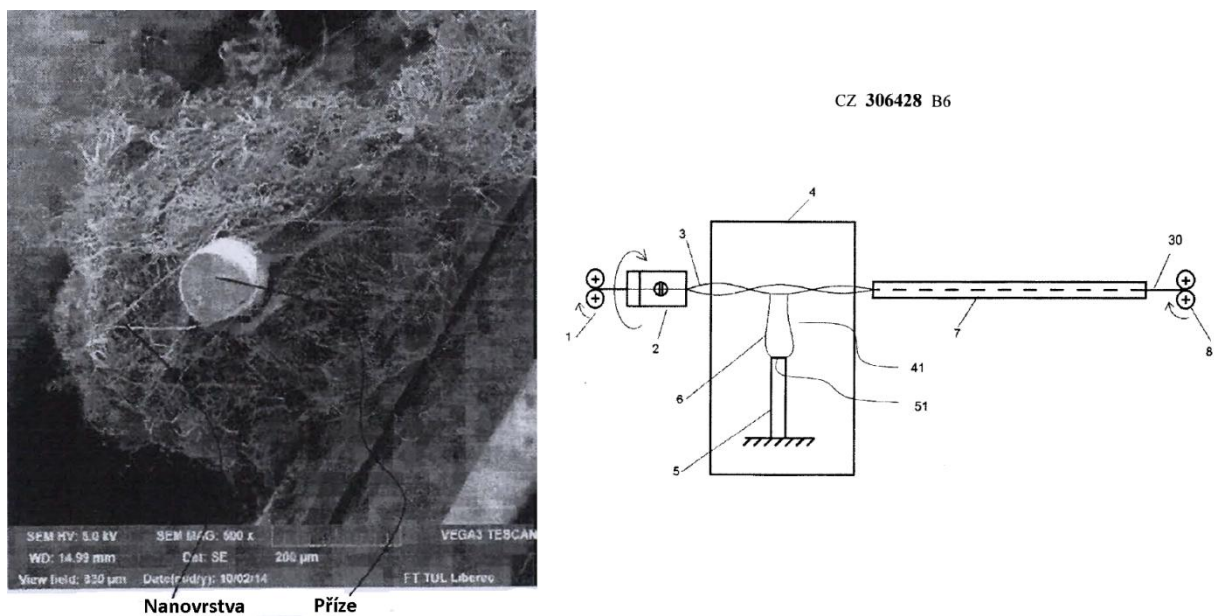 SEM HV: 5.0 kV SEM MAG: 500 x VEGA3 TESCAN
WD: 14.99 mm Det: SE 200 µm
View field: 830 µm Date(m/d/y): 10/02/14 FT TUL Liberec
Nanovrstva Příze
CZ 306428 B6
4
3
30
1
2
7
8
6
41
51
5